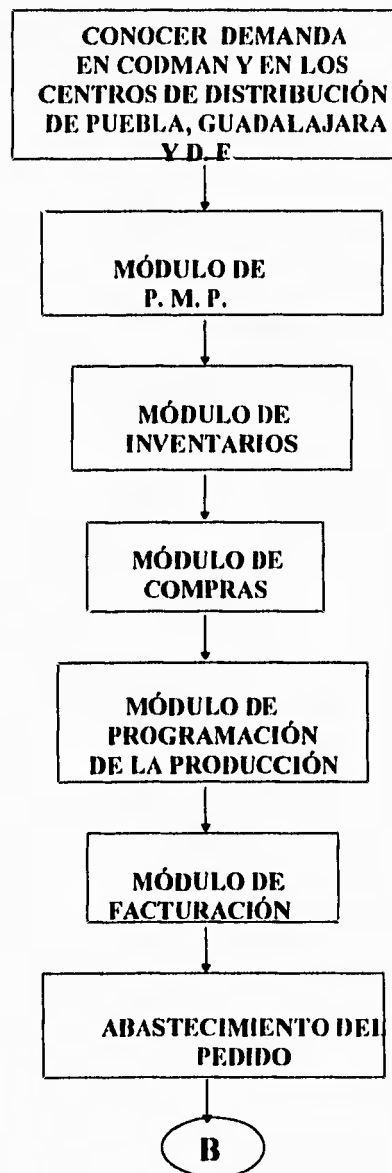 CONOCER DEMANDA
EN CODMAN Y EN LOS
CENTROS DE DISTRIBUCIÓN
DE PUEBLA, GUADALAJARA
Y D. F
MÓDULO DE
P. M. P.
MÓDULO DE
INVENTARIOS
MÓDULO DE
COMPRAS
MÓDULO DE
PROGRAMACIÓN
DE LA PRODUCCIÓN
MÓDULO DE
FACTURACIÓN
ABASTECIMIENTO DEL
PEDIDO
B